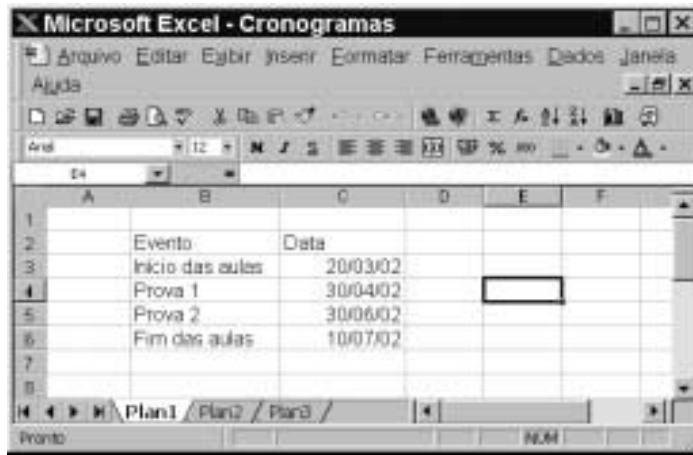 Microsoft Excel - Cronogramas
Arquivo Editar Exibir Inserir Formatar Ferramentas Dados Janela
Ajuda
Arial 12 N I S % 000
E4 =
A B C D E F
1
2 Evento Data
3 Início das aulas 20/03/02
4 Prova 1 30/04/02
5 Prova 2 30/06/02
6 Fim das aulas 10/07/02
7
8
Plan1 Plan2 Plan3
Pronto NUM